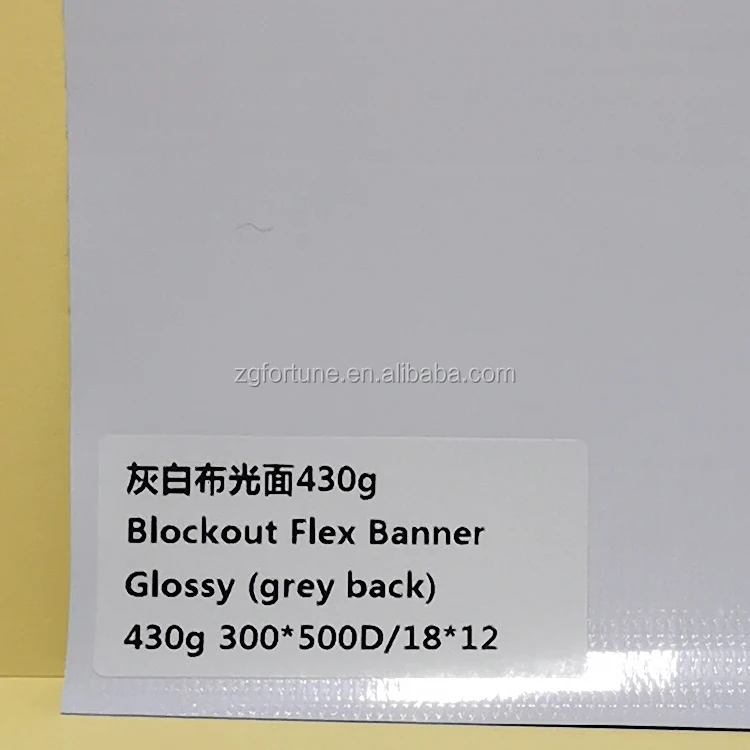 zgfortune.en.alibaba.com
灰白布光面430g
Blockout Flex Banner
Glossy (grey back)
430g 300*500D/18*12